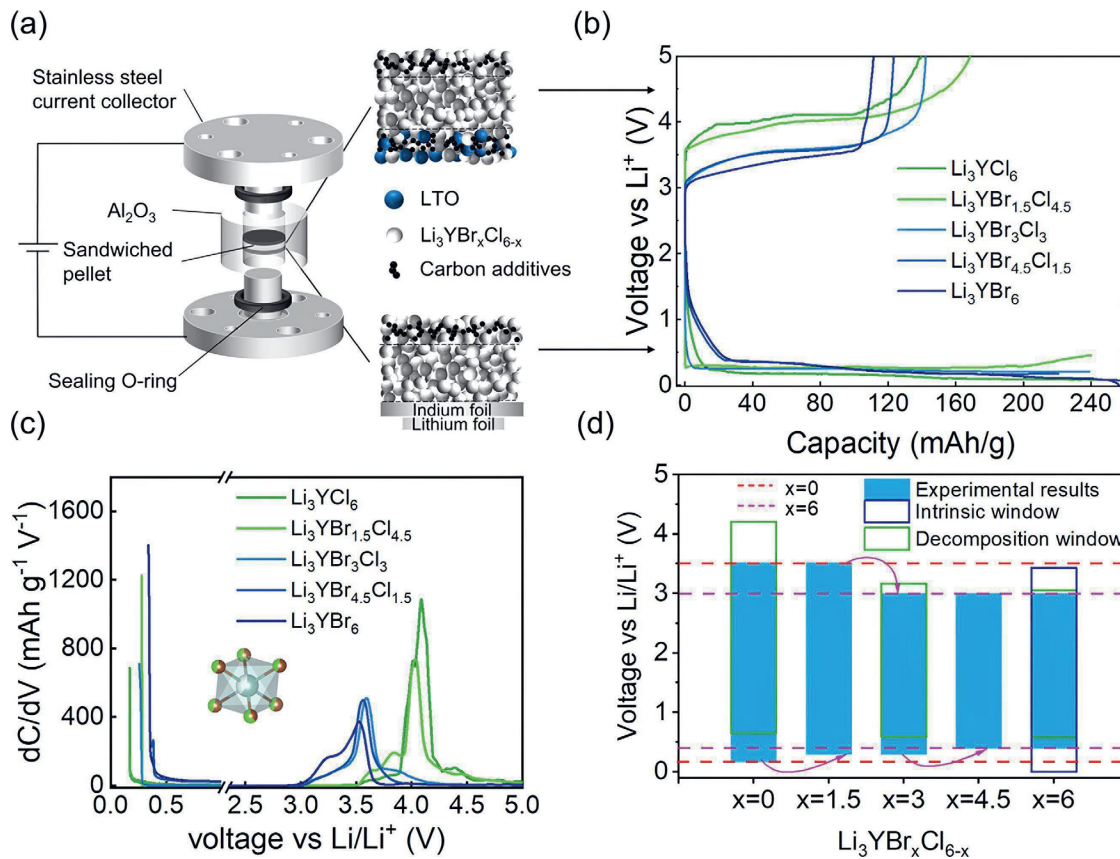 (a)
Stainless steel
current collector
Al₂O₃
Sandwiched
pellet
Sealing O-ring
LTO
Li₃YBrₓCl₆₋ₓ
Carbon additives
Indium foil
Lithium foil
(b)
5
4
3
2
1
0
Voltage vs Li⁺ (V)
Li₃YCl₆
Li₃YBr₁.₅Cl₄.₅
Li₃YBr₃Cl₃
Li₃YBr₄.₅Cl₁.₅
Li₃YBr₆
0 40 80 120 160 200 240
Capacity (mAh/g)
(c)
1600
1200
800
400
0
dC/dV (mAh g⁻¹ V⁻¹)
Li₃YCl₆
Li₃YBr₁.₅Cl₄.₅
Li₃YBr₃Cl₃
Li₃YBr₄.₅Cl₁.₅
Li₃YBr₆
0.0 0.5 2.5 3.0 3.5 4.0 4.5 5.0
voltage vs Li/Li⁺ (V)
(d)
5
4
3
2
1
0
Voltage vs Li/Li⁺ (V)
x=0
x=6
Experimental results
Intrinsic window
Decomposition window
x=0 x=1.5 x=3 x=4.5 x=6
Li₃YBrₓCl₆₋ₓ